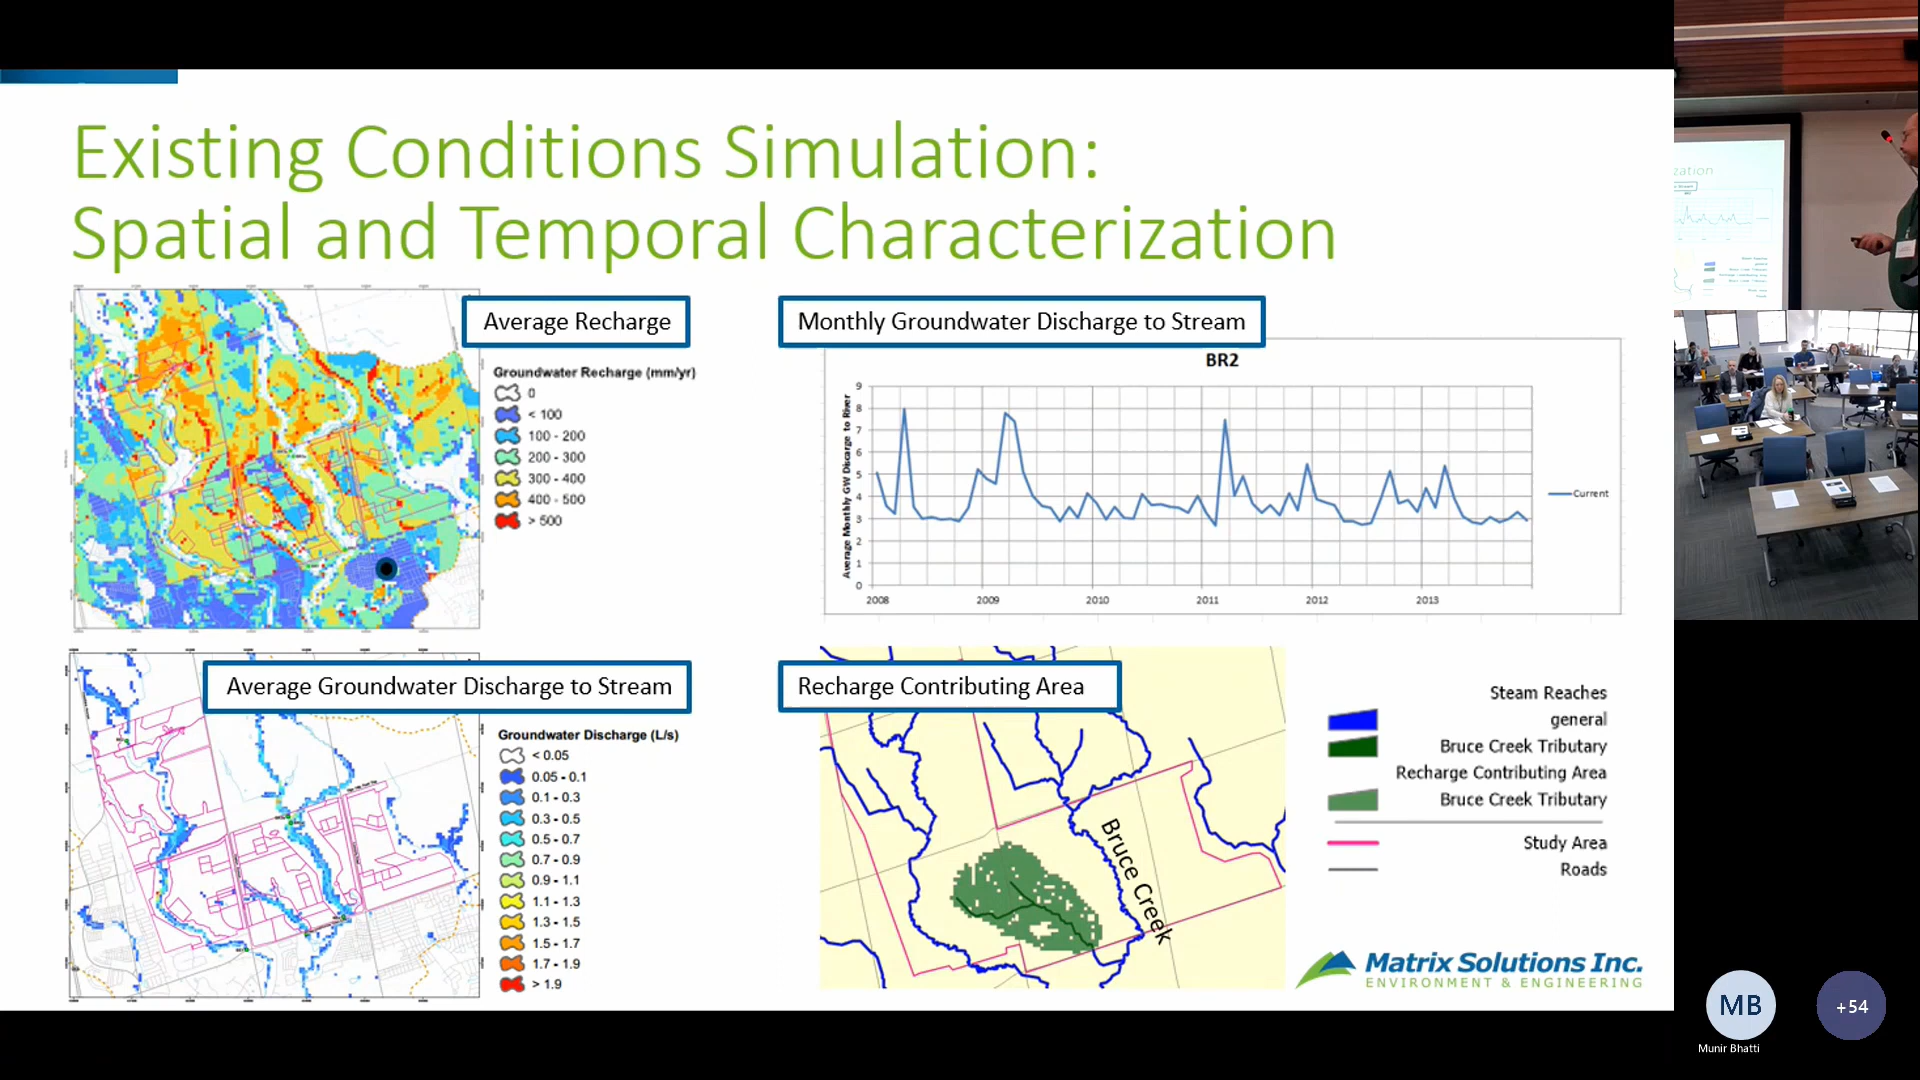 Existing Conditions Simulation:
Spatial and Temporal Characterization
Average Recharge
Groundwater Recharge (mm/yr)
0
< 100
100 - 200
200 - 300
300 - 400
400 - 500
> 500
Monthly Groundwater Discharge to Stream
BR2
Average Monthly GW Discarge to River
9
8
7
6
5
4
3
2
1
0
2008
2009
2010
2011
2012
2013
Current
Average Groundwater Discharge to Stream
Groundwater Discharge (L/s)
< 0.05
0.05 - 0.1
0.1 - 0.3
0.3 - 0.5
0.5 - 0.7
0.7 - 0.9
0.9 - 1.1
1.1 - 1.3
1.3 - 1.5
1.5 - 1.7
1.7 - 1.9
> 1.9
Recharge Contributing Area
Bruce Creek
Steam Reaches
general
Bruce Creek Tributary
Recharge Contributing Area
Bruce Creek Tributary
Study Area
Roads
Matrix Solutions Inc.
ENVIRONMENT & ENGINEERING
zation
MB
+54
Munir Bhatti